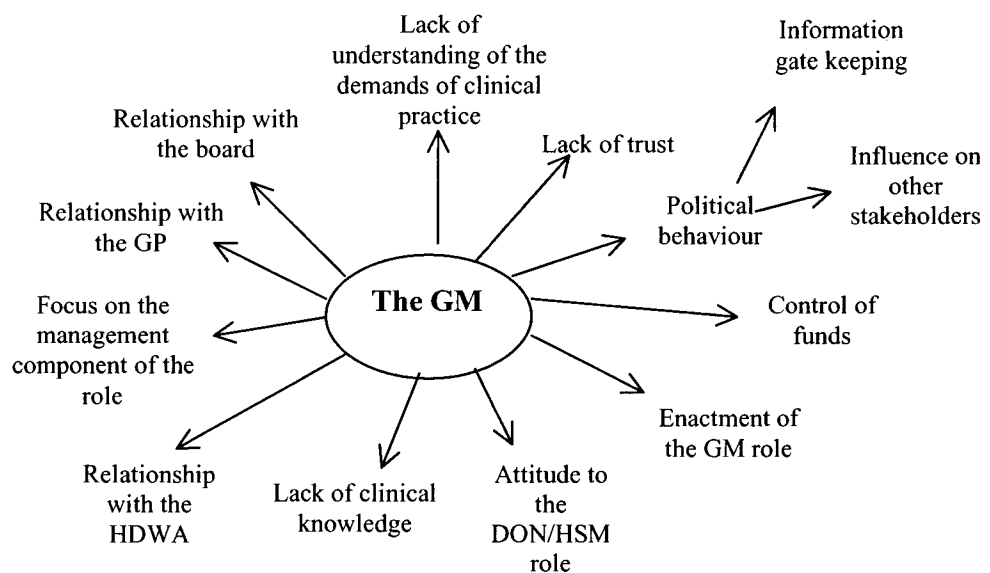 Lack of
understanding of the
demands of clinical
practice
Information
gate keeping
Relationship with
the board
Lack of trust
Influence on
other
stakeholders
Relationship with
the GP
Political
behaviour
The GM
Focus on the
management
component of the
role
Control of
funds
Enactment of
the GM role
Relationship
with the
HDWA
Lack of clinical
knowledge
Attitude to
the
DON/HSM
role